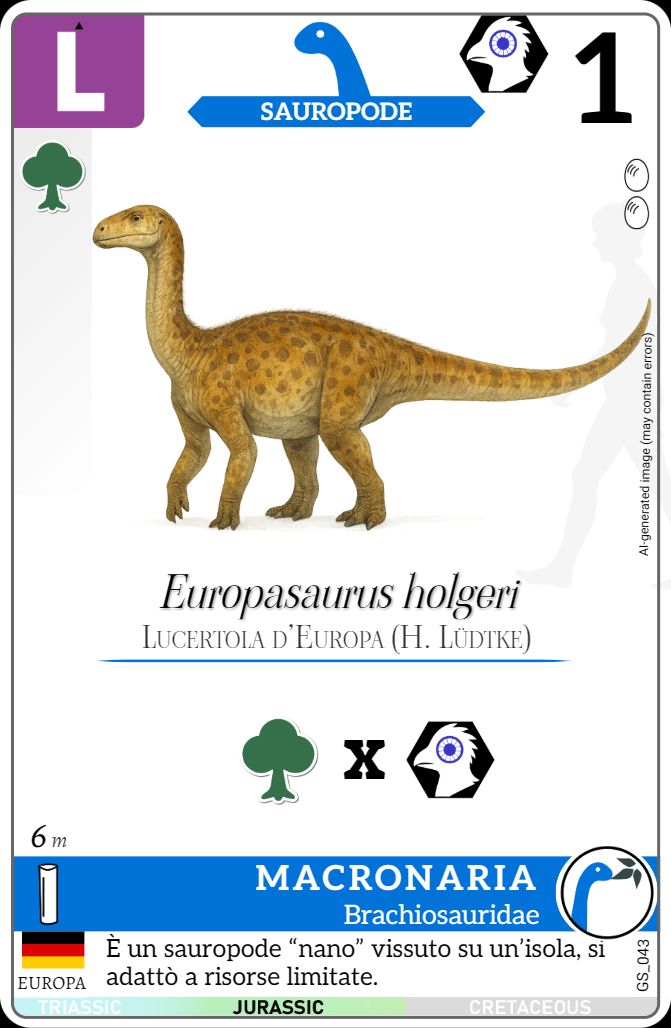 L
SAUROPODE
1
AI-generated image (may contain errors)
Europasaurus holgeri
Lucertola d'Europa (H. Lüdtke)
x
6 m
MACRONARIA
Brachiosauridae
È un sauropode “nano” vissuto su un'isola, si
adattò a risorse limitate.
EUROPA
GS_043
TRIASSIC JURASSIC CRETACEOUS